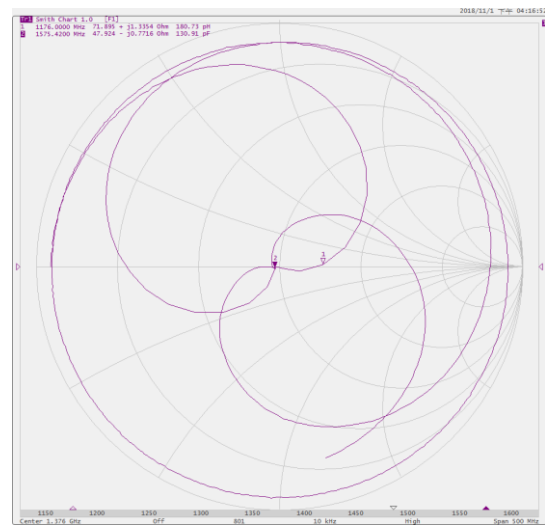 2018/11/1 下午 04:16:52
Tr1 Smith Chart 1.0 [F1]
1 1176.0000 MHz 71.695 + j1.3354 Ohm 180.73 pH
2 1575.4200 MHz 47.924 - j0.7716 Ohm 130.91 pF
2
1
1150 1200 1250 1300 1350 1400 1450 1500 1550 1600
Center 1.376 GHz Off 801 10 kHz High Span 500 MHz